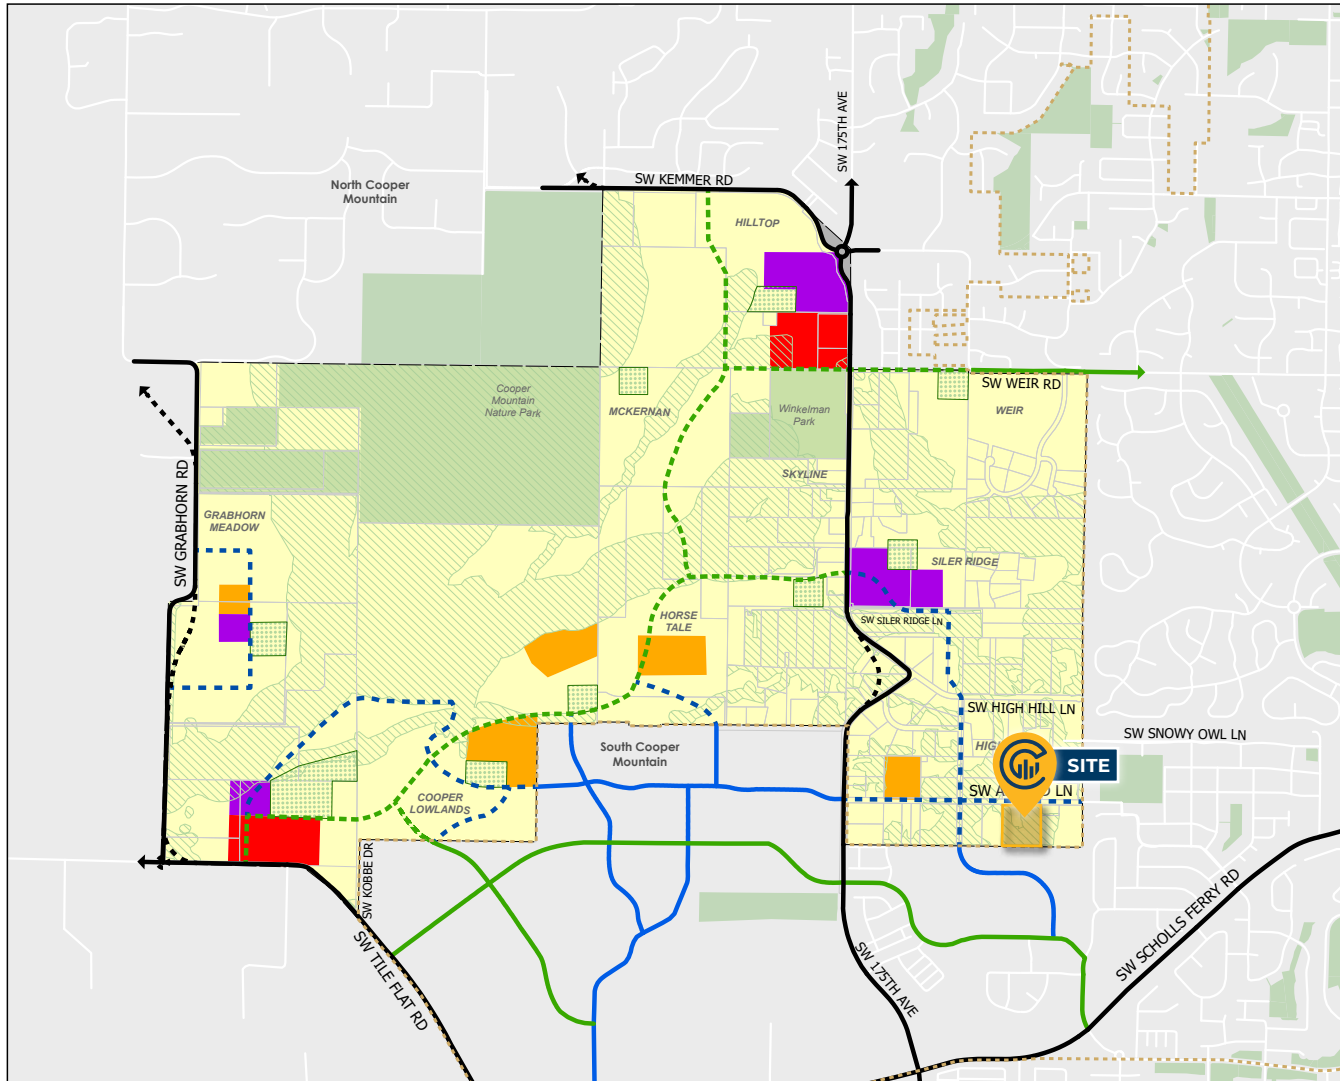 SW 175TH AVE
North Cooper
Mountain
SW KEMMER RD
HILLTOP
SW WEIR RD
Cooper
Mountain
Nature Park
MCKERNAN
Winkelman
Park
WEIR
SKYLINE
SW GRABHORN RD
GRABHORN
MEADOW
SILER RIDGE
HORSE
TALE
SW SILER RIDGE LN
SW HIGH HILL LN
SW SNOWY OWL LN
South Cooper
Mountain
SITE
COOPER
LOWLANDS
SW KOBBE DR
SW TILE FLAT RD
SW 175TH AVE
SW SCHOLLS FERRY RD